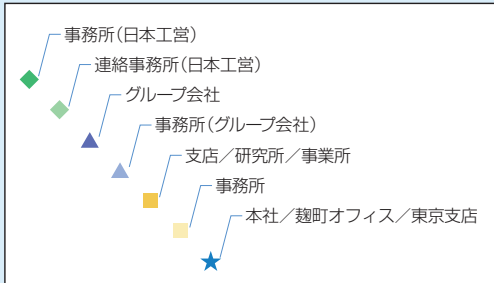 事務所（日本工営）
連絡事務所（日本工営）
グループ会社
事務所（グループ会社）
支店／研究所／事業所
事務所
本社／麹町オフィス／東京支店